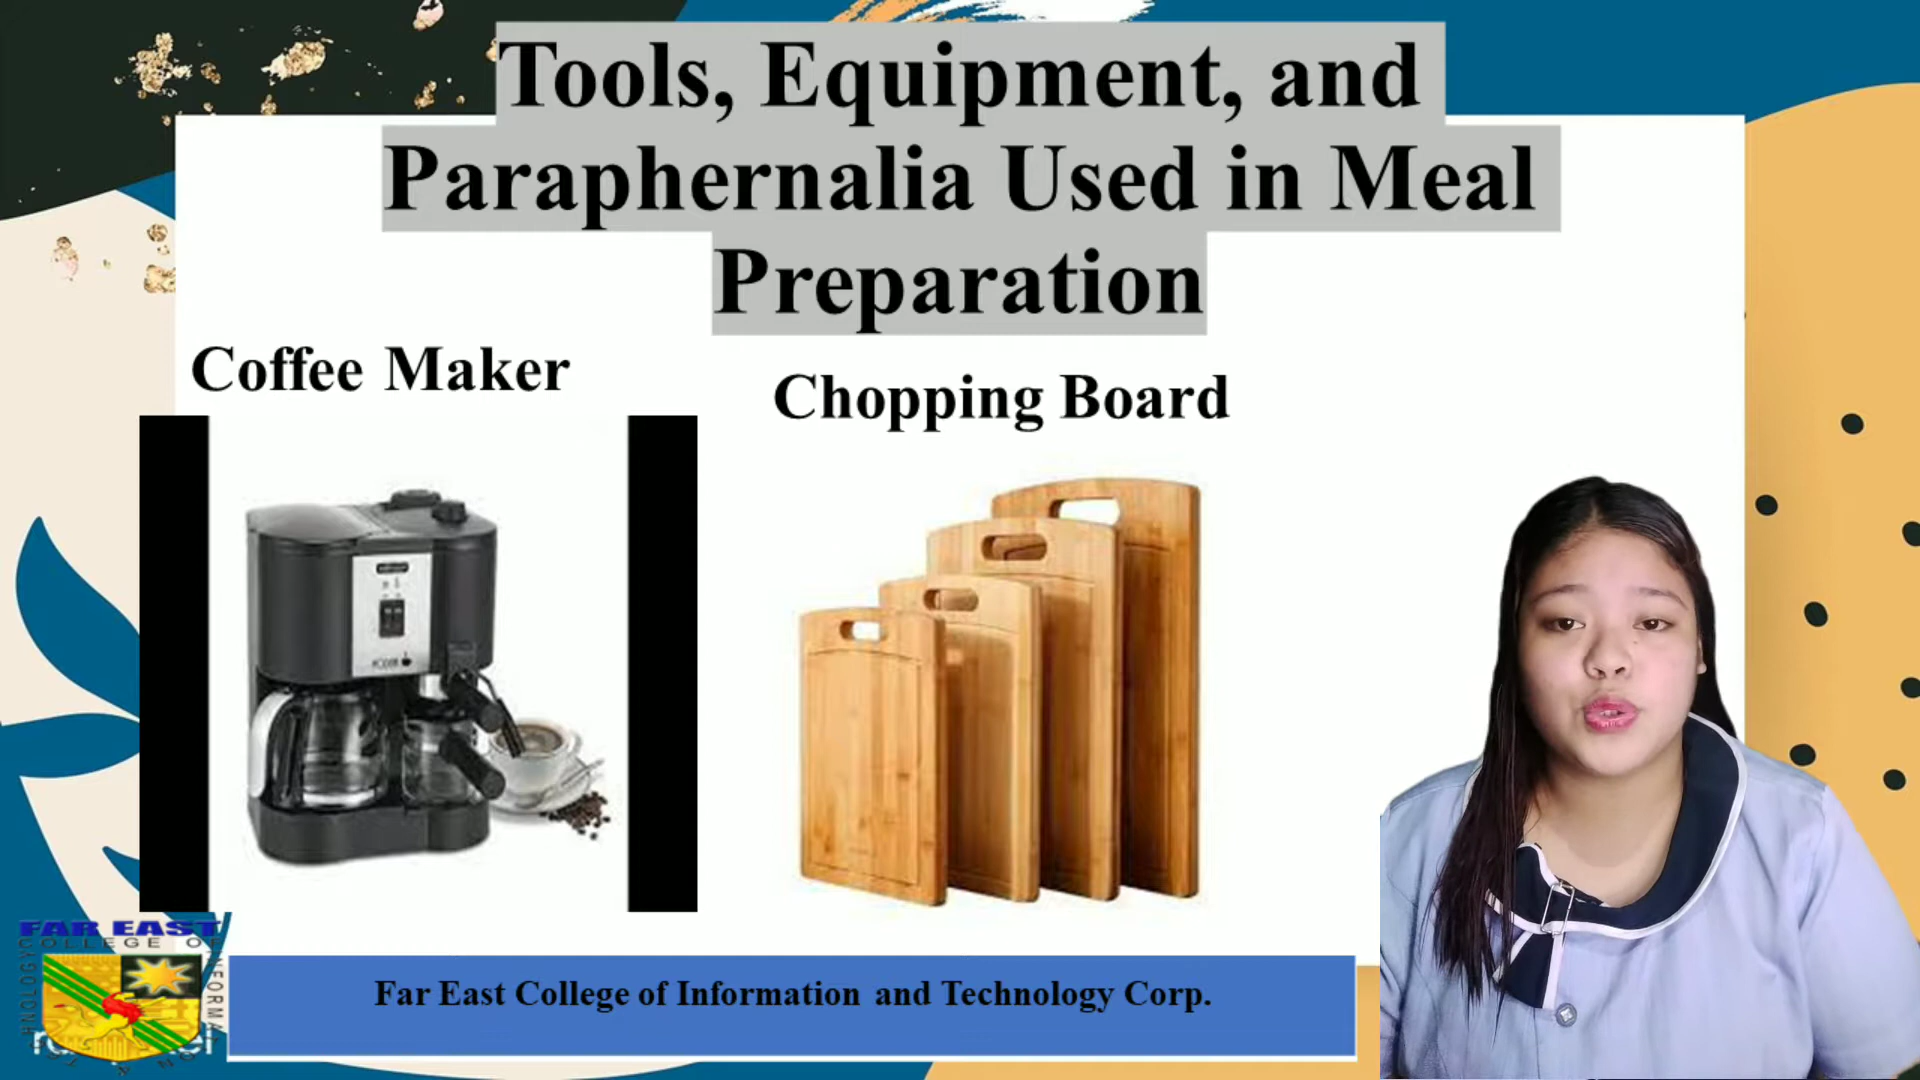 Tools, Equipment, and
Paraphernalia Used in Meal
Preparation
Coffee Maker
Chopping Board
FAR EAST
COLLEGE OF
Far East College of Information and Technology Corp.